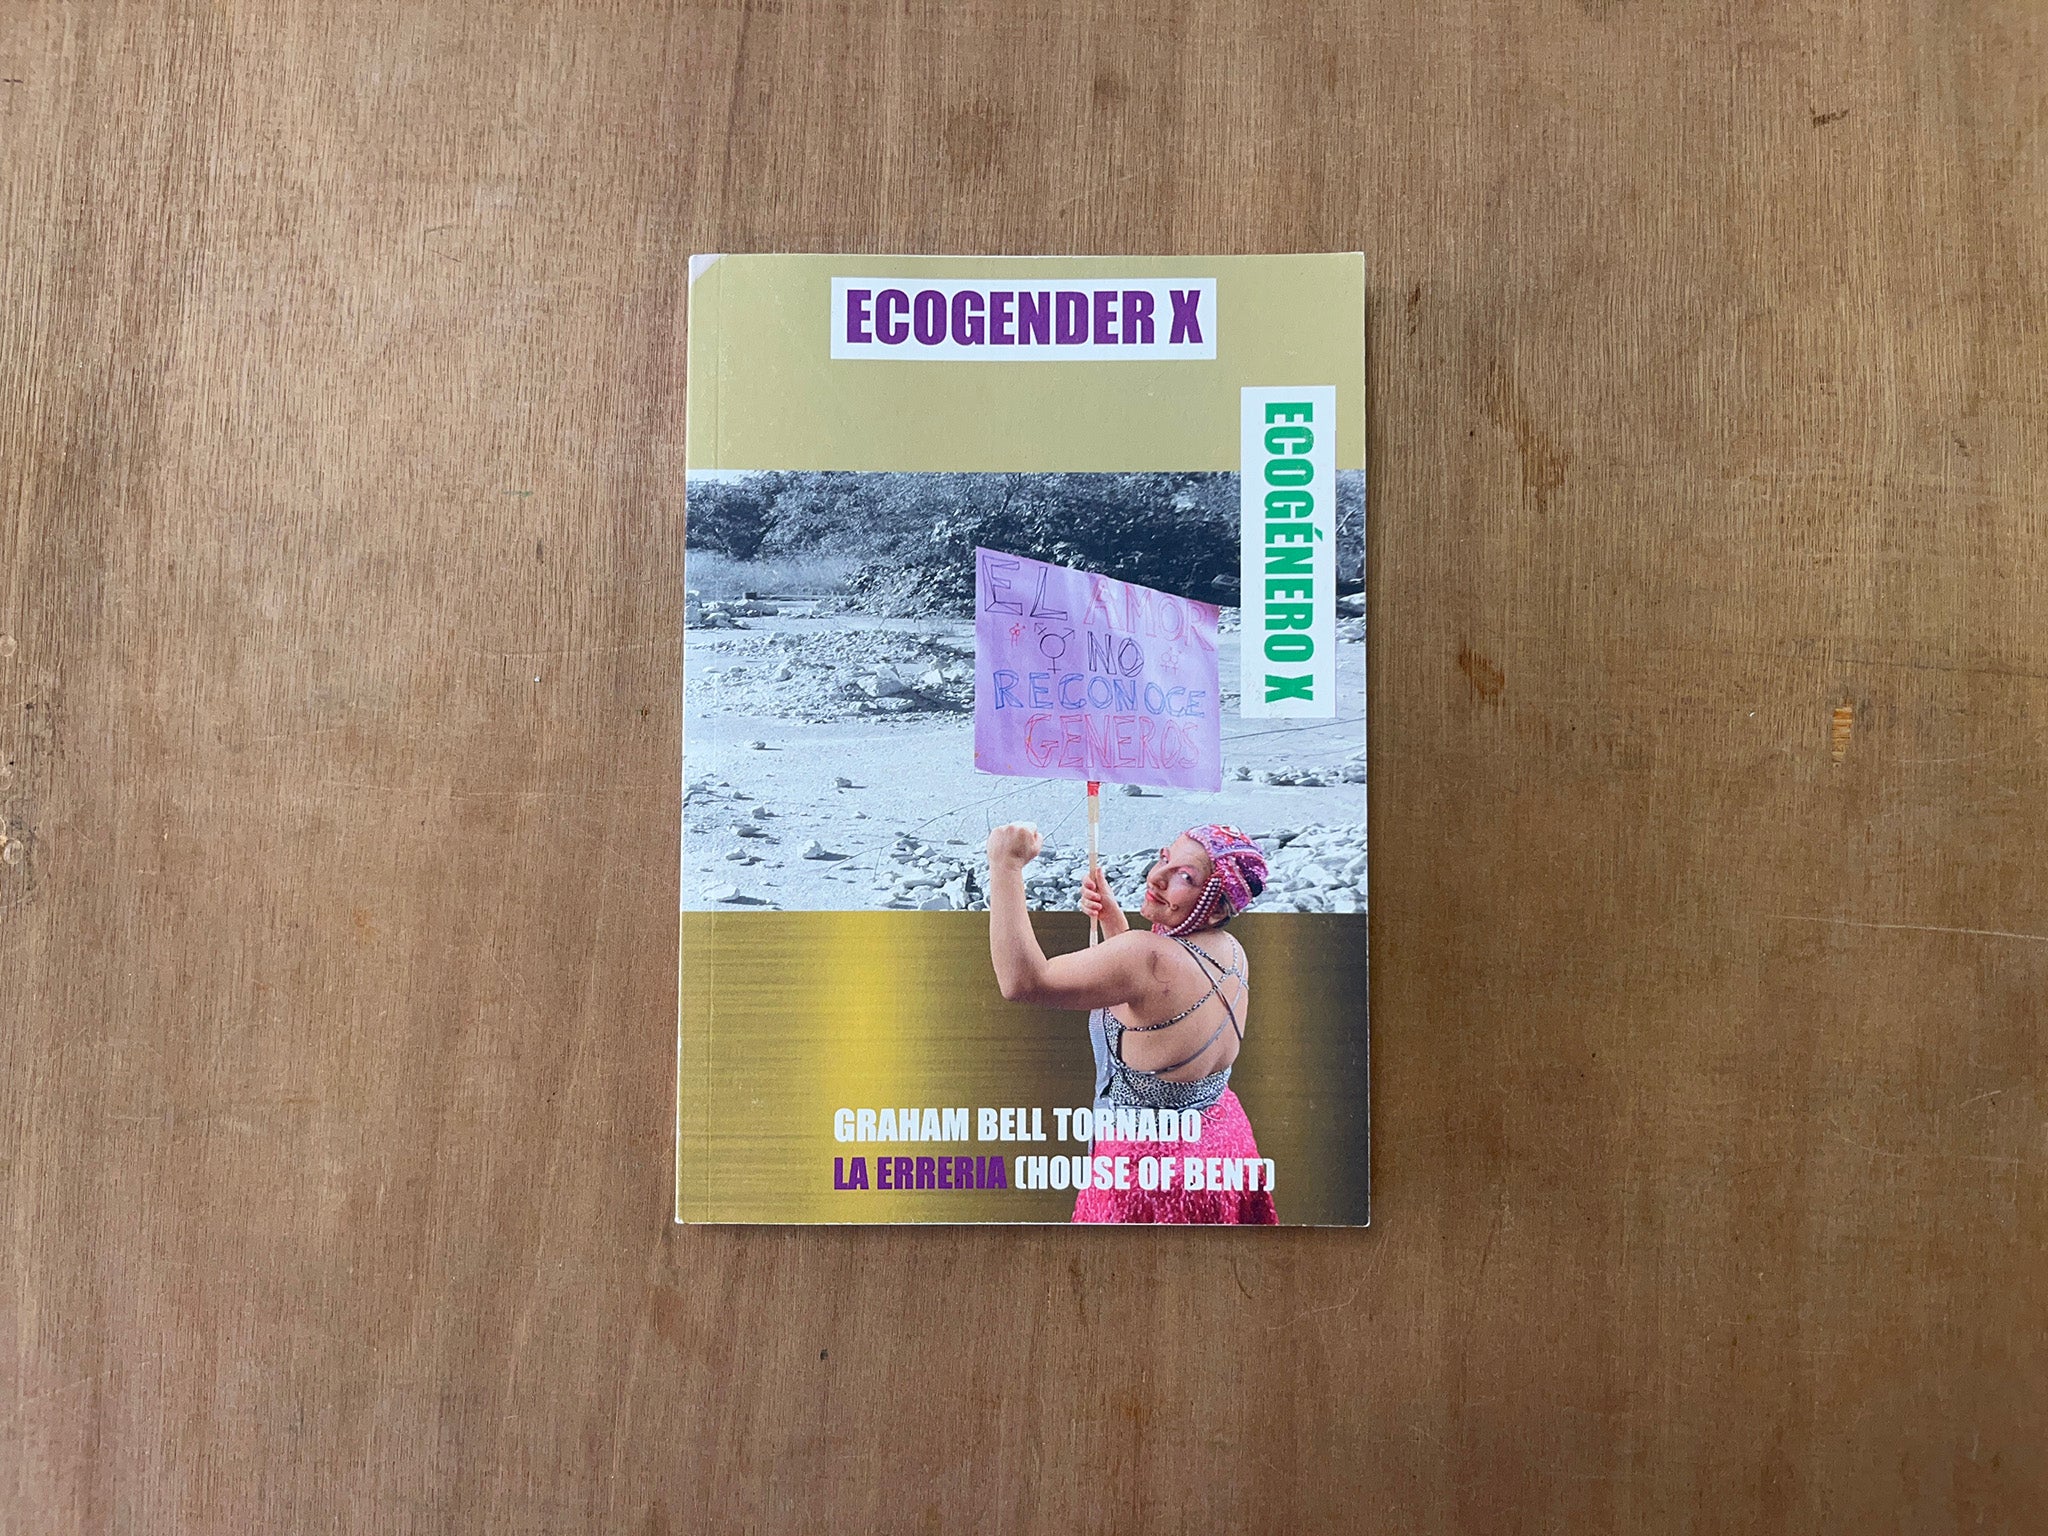 ECOGENDER X
ECOGÉNERO X
EL AMOR
NO
RECONOCE
GENEROS
GRAHAM BELL TORNADO
LA ERRERIA (HOUSE OF BENT)